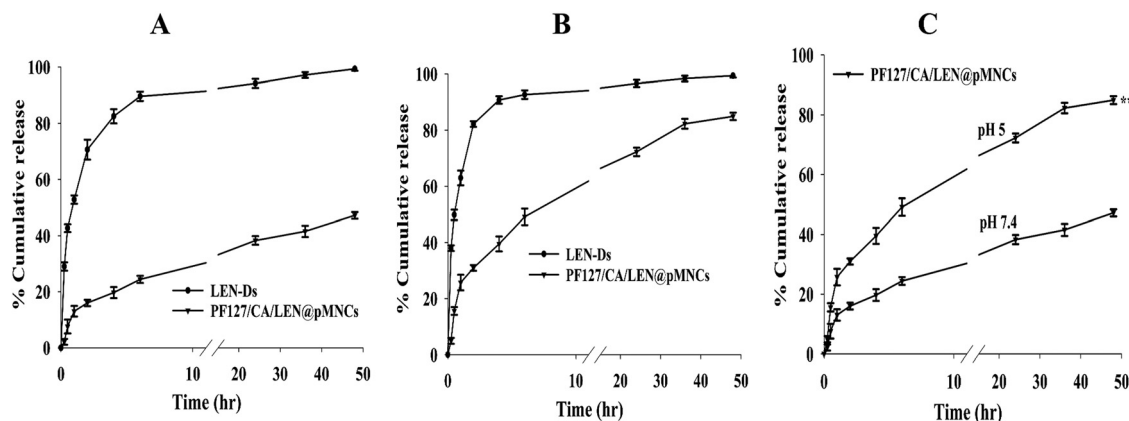 A
% Cumulative release
100
80
60
40
20
0
LEN-Ds
PF127/CA/LEN@pMNCs
0 10 20 30 40 50
Time (hr)
B
% Cumulative release
100
80
60
40
20
0
LEN-Ds
PF127/CA/LEN@pMNCs
0 10 20 30 40 50
Time (hr)
C
% Cumulative release
100
80
60
40
20
0
PF127/CA/LEN@pMNCs
pH 5
**
pH 7.4
0 10 20 30 40 50
Time (hr)